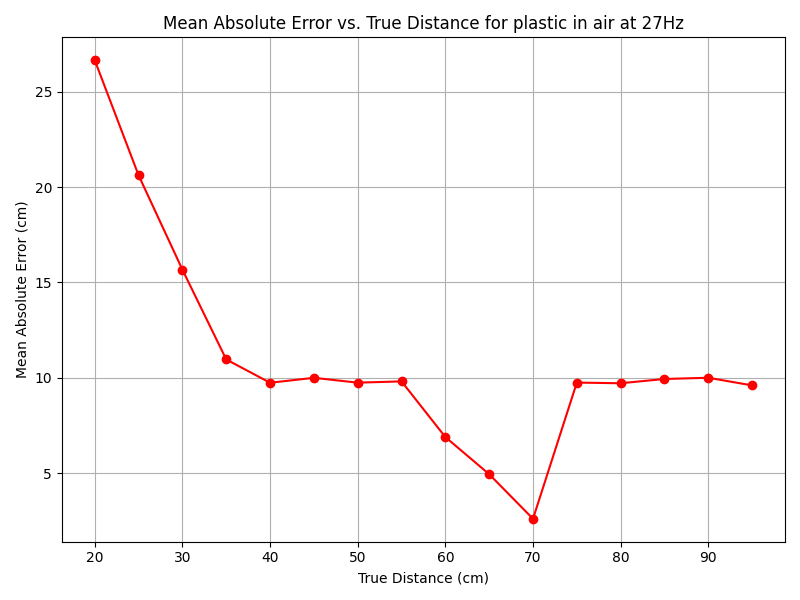 Mean Absolute Error vs. True Distance for plastic in air at 27Hz
Mean Absolute Error (cm)
25
20
15
10
5
20 30 40 50 60 70 80 90
True Distance (cm)